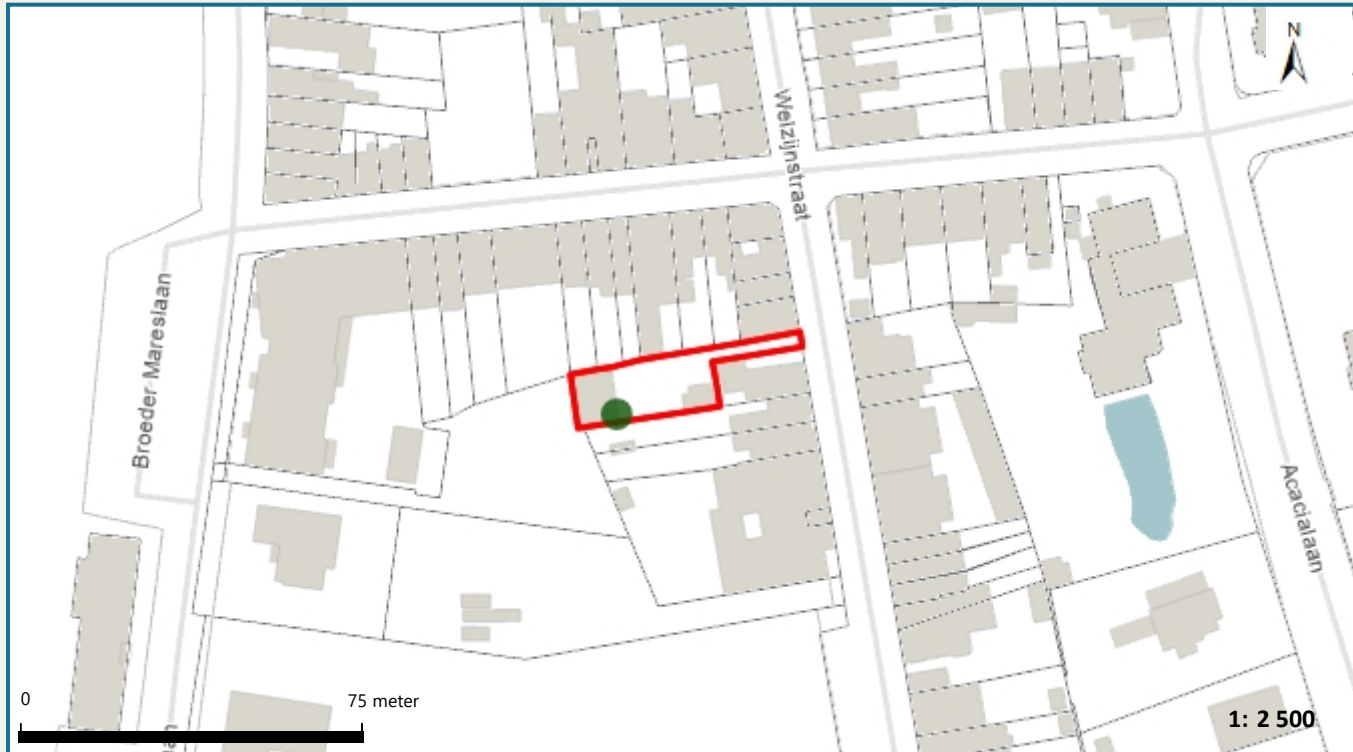 N
Welzijnstraat
Broeder Mareslaan
Acacialaan
0
75 meter
1: 2 500